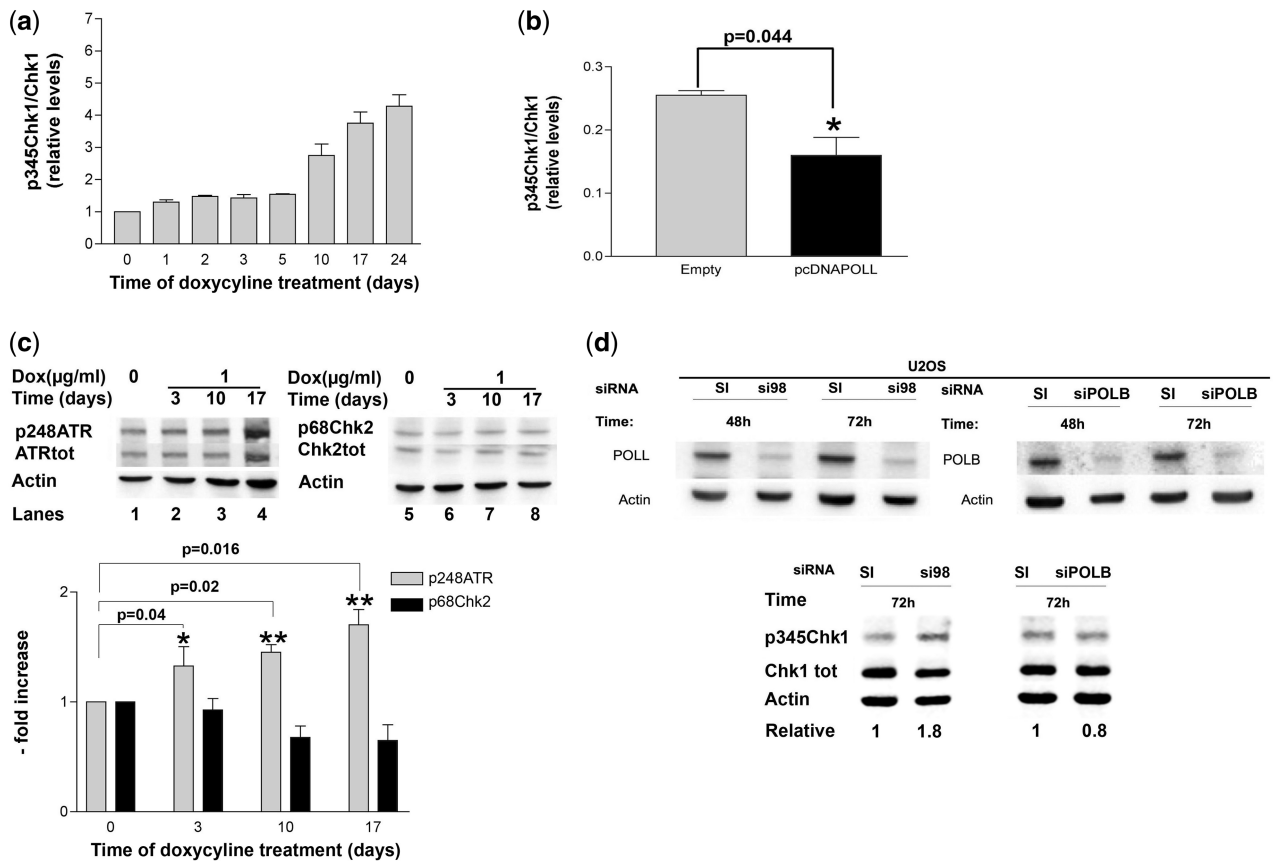 (a)
7
6
5
4
3
2
1
0
p345Chk1/Chk1
(relative levels)
0 1 2 3 5 10 17 24
Time of doxycyline treatment (days)
(b)
p=0.044
*
0.3
0.2
0.1
0.0
p345Chk1/Chk1
(relative levels)
Empty pcDNAPOLL
(c)
Dox(µg/ml) 0 1
Time (days) 3 10 17
p248ATR
ATRtot
Actin
Lanes 1 2 3 4
Dox(µg/ml) 0 1
Time (days) 3 10 17
p68Chk2
Chk2tot
Actin
5 6 7 8
p=0.016
p=0.02
p=0.04
* ** **
p248ATR
p68Chk2
2
1
0
- fold increase
0 3 10 17
Time of doxycyline treatment (days)
(d)
U2OS
siRNA SI si98 SI si98
Time: 48h 72h
POLL
Actin
siRNA SI siPOLB SI siPOLB
Time: 48h 72h
POLB
Actin
siRNA SI si98 SI siPOLB
Time 72h 72h
p345Chk1
Chk1 tot
Actin
Relative 1 1.8 1 0.8